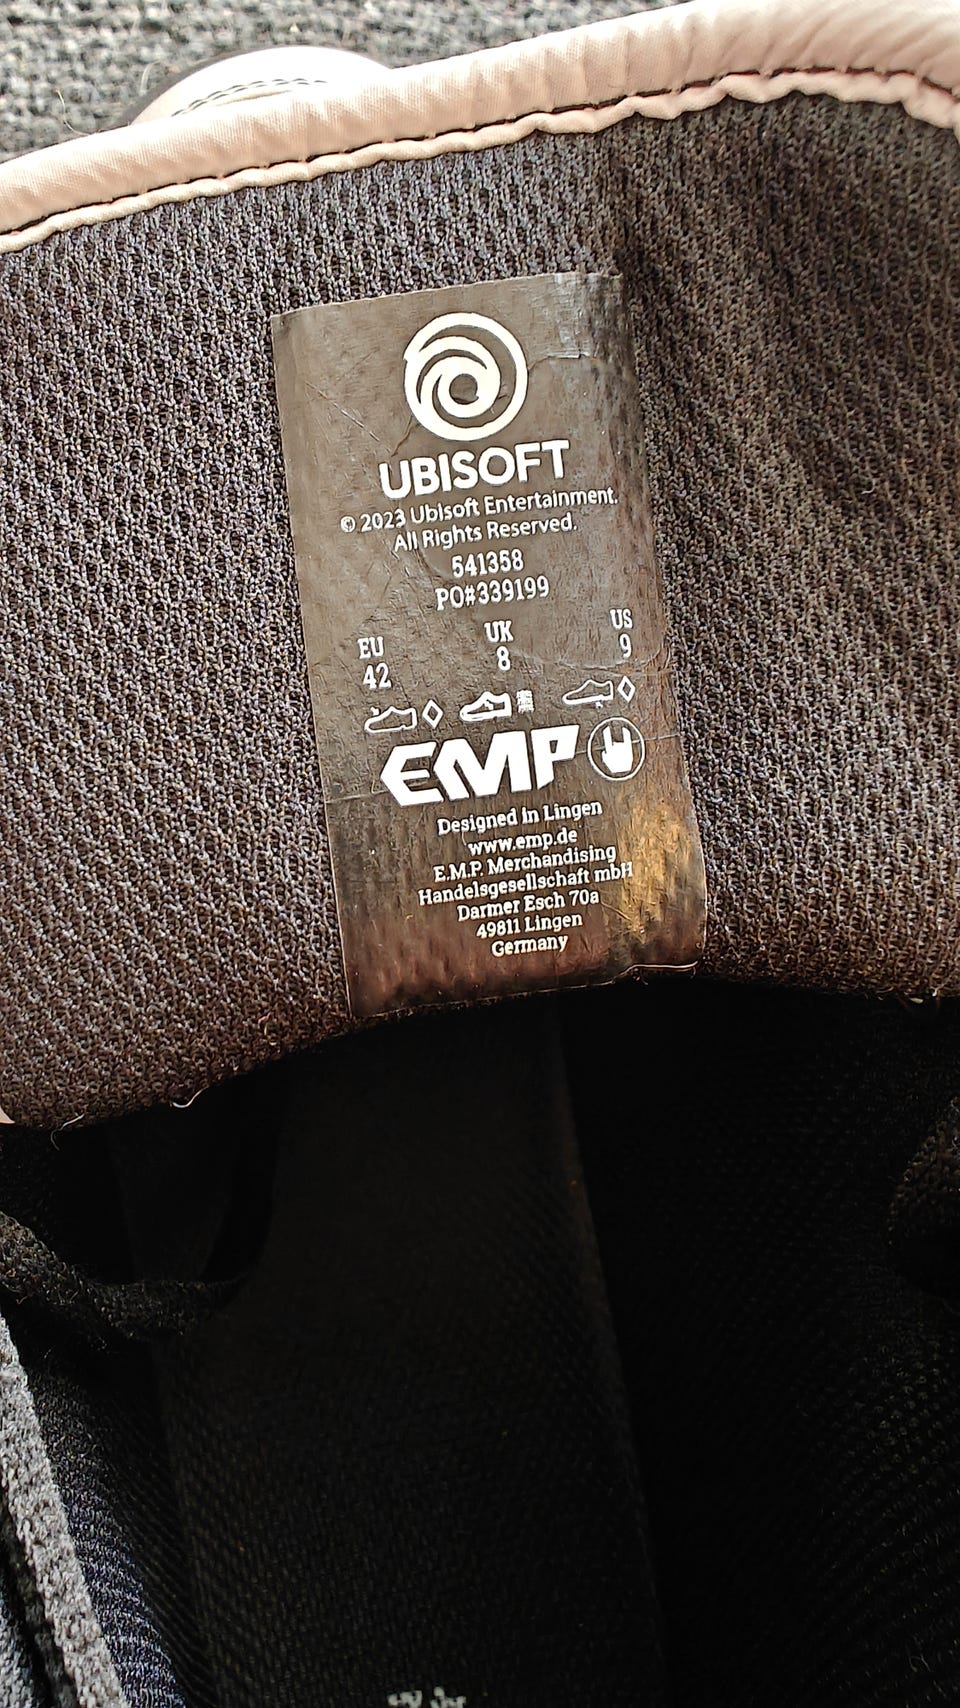 UBISOFT
© 2023 Ubisoft Entertainment.
All Rights Reserved.
541358
PO#339199
EU UK US
42 8 9
EMP
Designed in Lingen
www.emp.de
E.M.P. Merchandising
Handelsgesellschaft mbH
Darmer Esch 70a
49811 Lingen
Germany